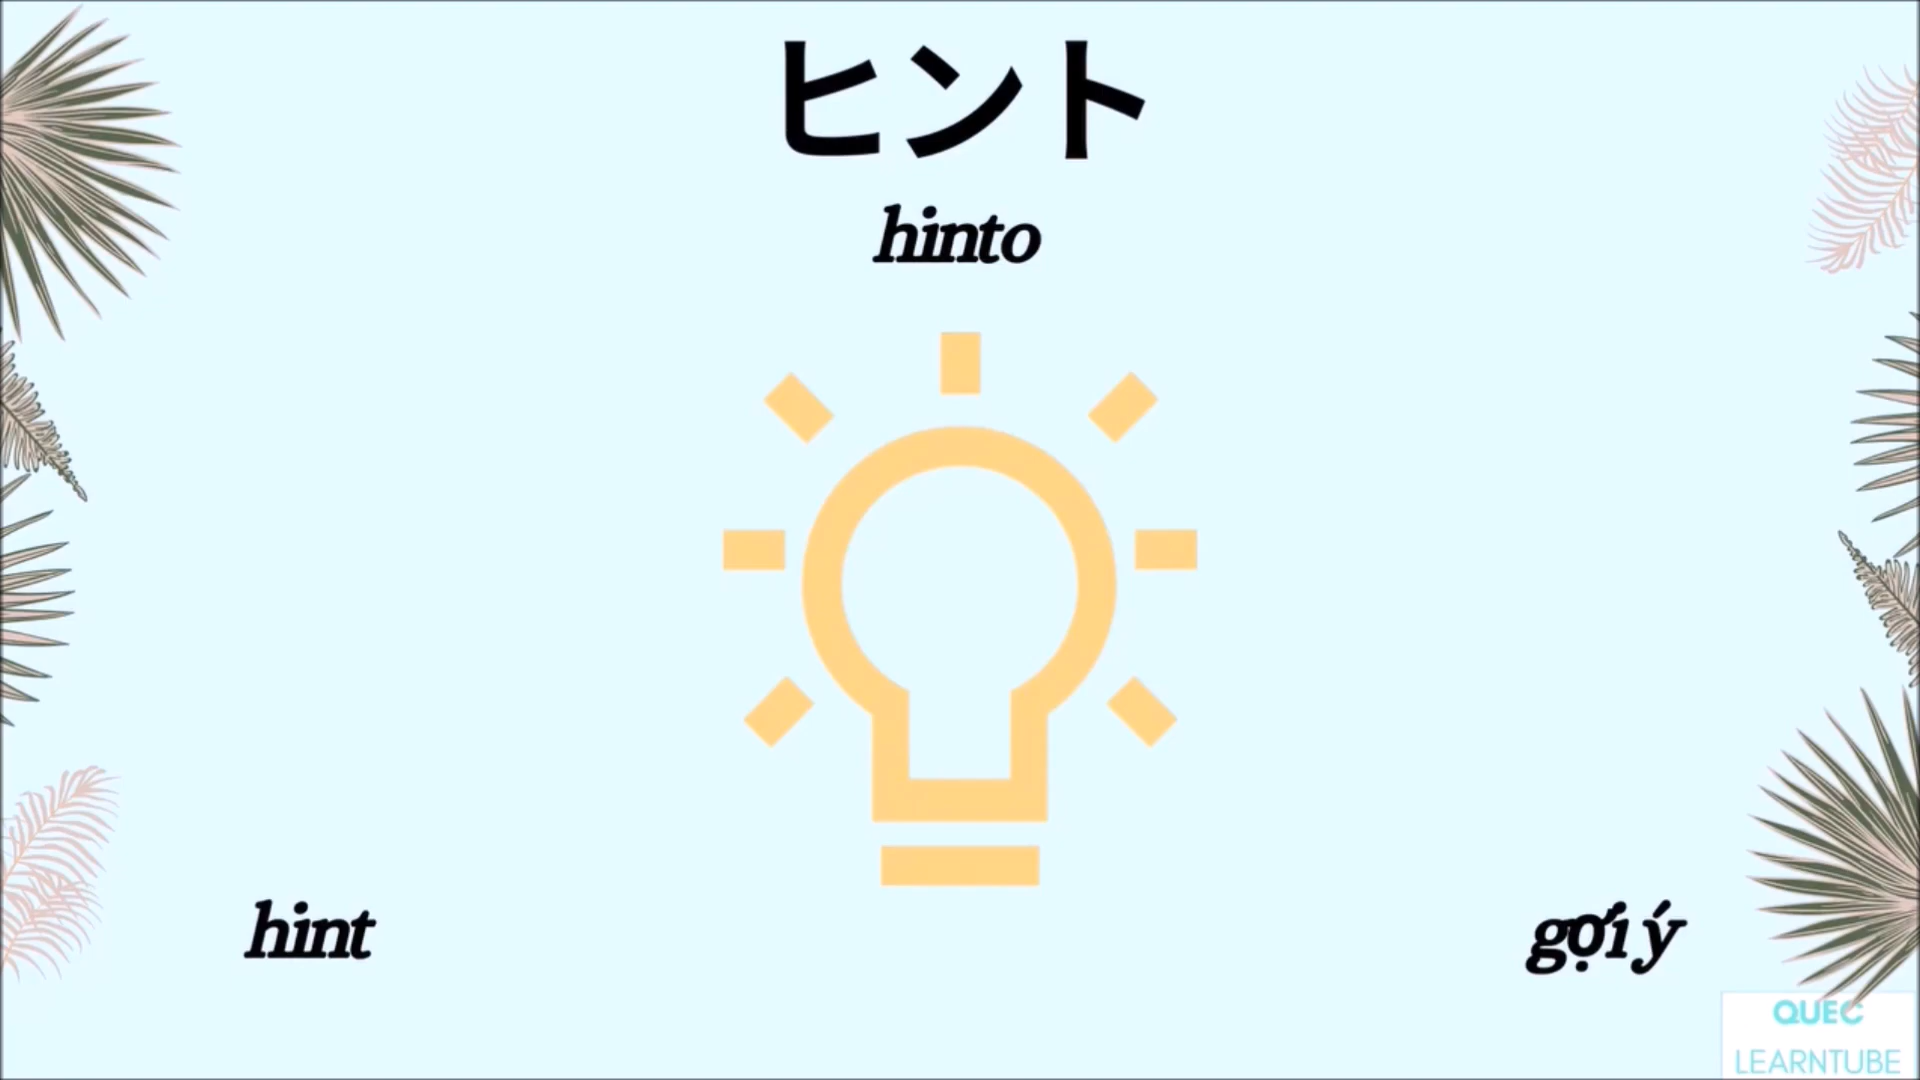 ヒント
hinto
hint
gợi ý
QUEC
LEARNTUBE